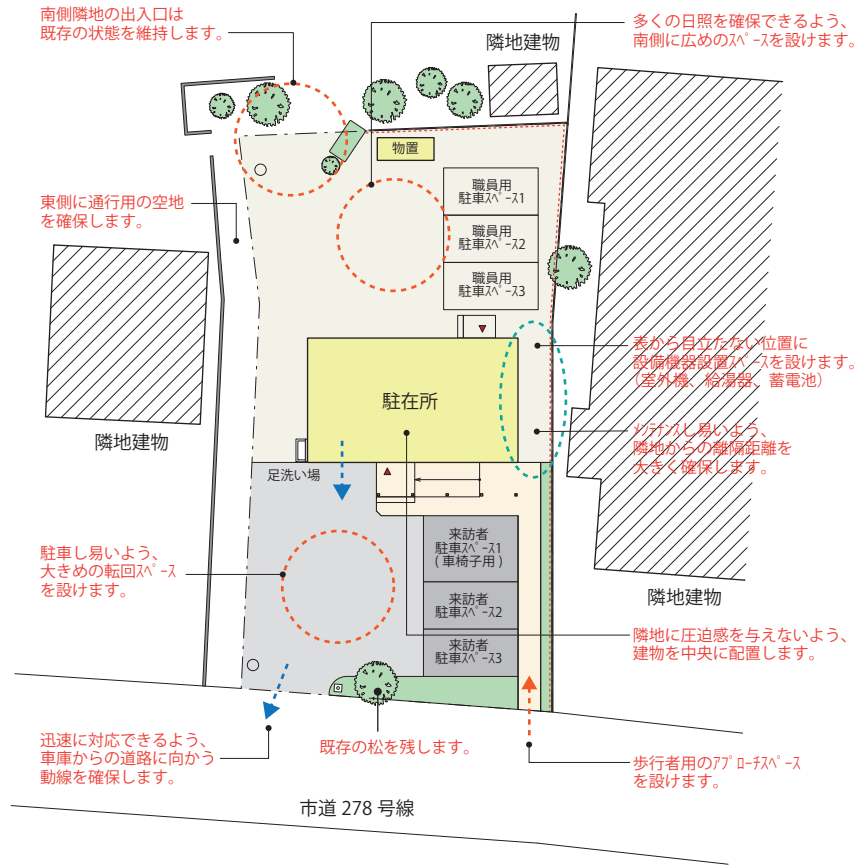 南側隣地の出入口は
既存の状態を維持します。
多くの日照を確保できるよう、
南側に広めのスペースを設けます。
隣地建物
物置
職員用
駐車スペース1
職員用
駐車スペース2
職員用
駐車スペース3
東側に通行用の空地
を確保します。
表から目立たない位置に
設備機器設置スペースを設けます。
(室外機、給湯器、蓄電池)
駐在所
隣地建物
メンテナンスし易いよう、
隣地からの離隔距離を
大きく確保します。
足洗い場
来訪者
駐車スペース1
(車椅子用)
来訪者
駐車スペース2
来訪者
駐車スペース3
駐車し易いよう、
大きめの転回スペース
を設けます。
隣地建物
隣地に圧迫感を与えないよう、
建物を中央に配置します。
迅速に対応できるよう、
車庫からの道路に向かう
動線を確保します。
既存の松を残します。
歩行者用のアプローチスペース
を設けます。
市道 278 号線